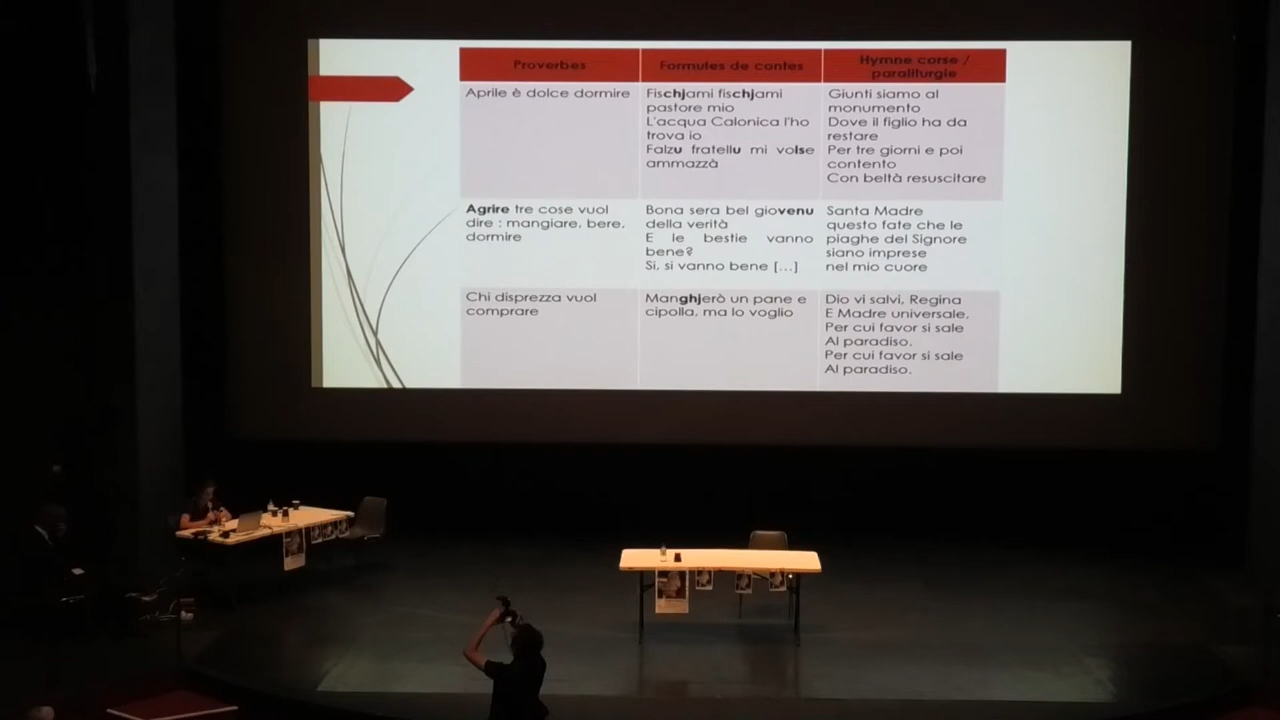 Proverbes
Formules de contes
Hymne corse /
paraliturgie
Aprile è dolce dormire
Fischjami fischjami
pastore mio
L'acqua Calonica l'ho
trova io
Falzu fratellu mi volse
ammazzà
Giunti siamo al
monumento
Dove il figlio ha da
restare
Per tre giorni e poi
contento
Con beltà resuscitare
Agrire tre cose vuol
dire : mangiare, bere,
dormire
Bona sera bel giovenu
della verità
E le bestie vanno
bene?
Si, si vanno bene [...]
Santa Madre
questo fate che le
piaghe del Signore
siano imprese
nel mio cuore
Chi disprezza vuol
comprare
Manghjerò un pane e
cipolla, ma lo voglio
Dio vi salvi, Regina
E Madre universale,
Per cui favor si sale
Al paradiso.
Per cui favor si sale
Al paradiso.